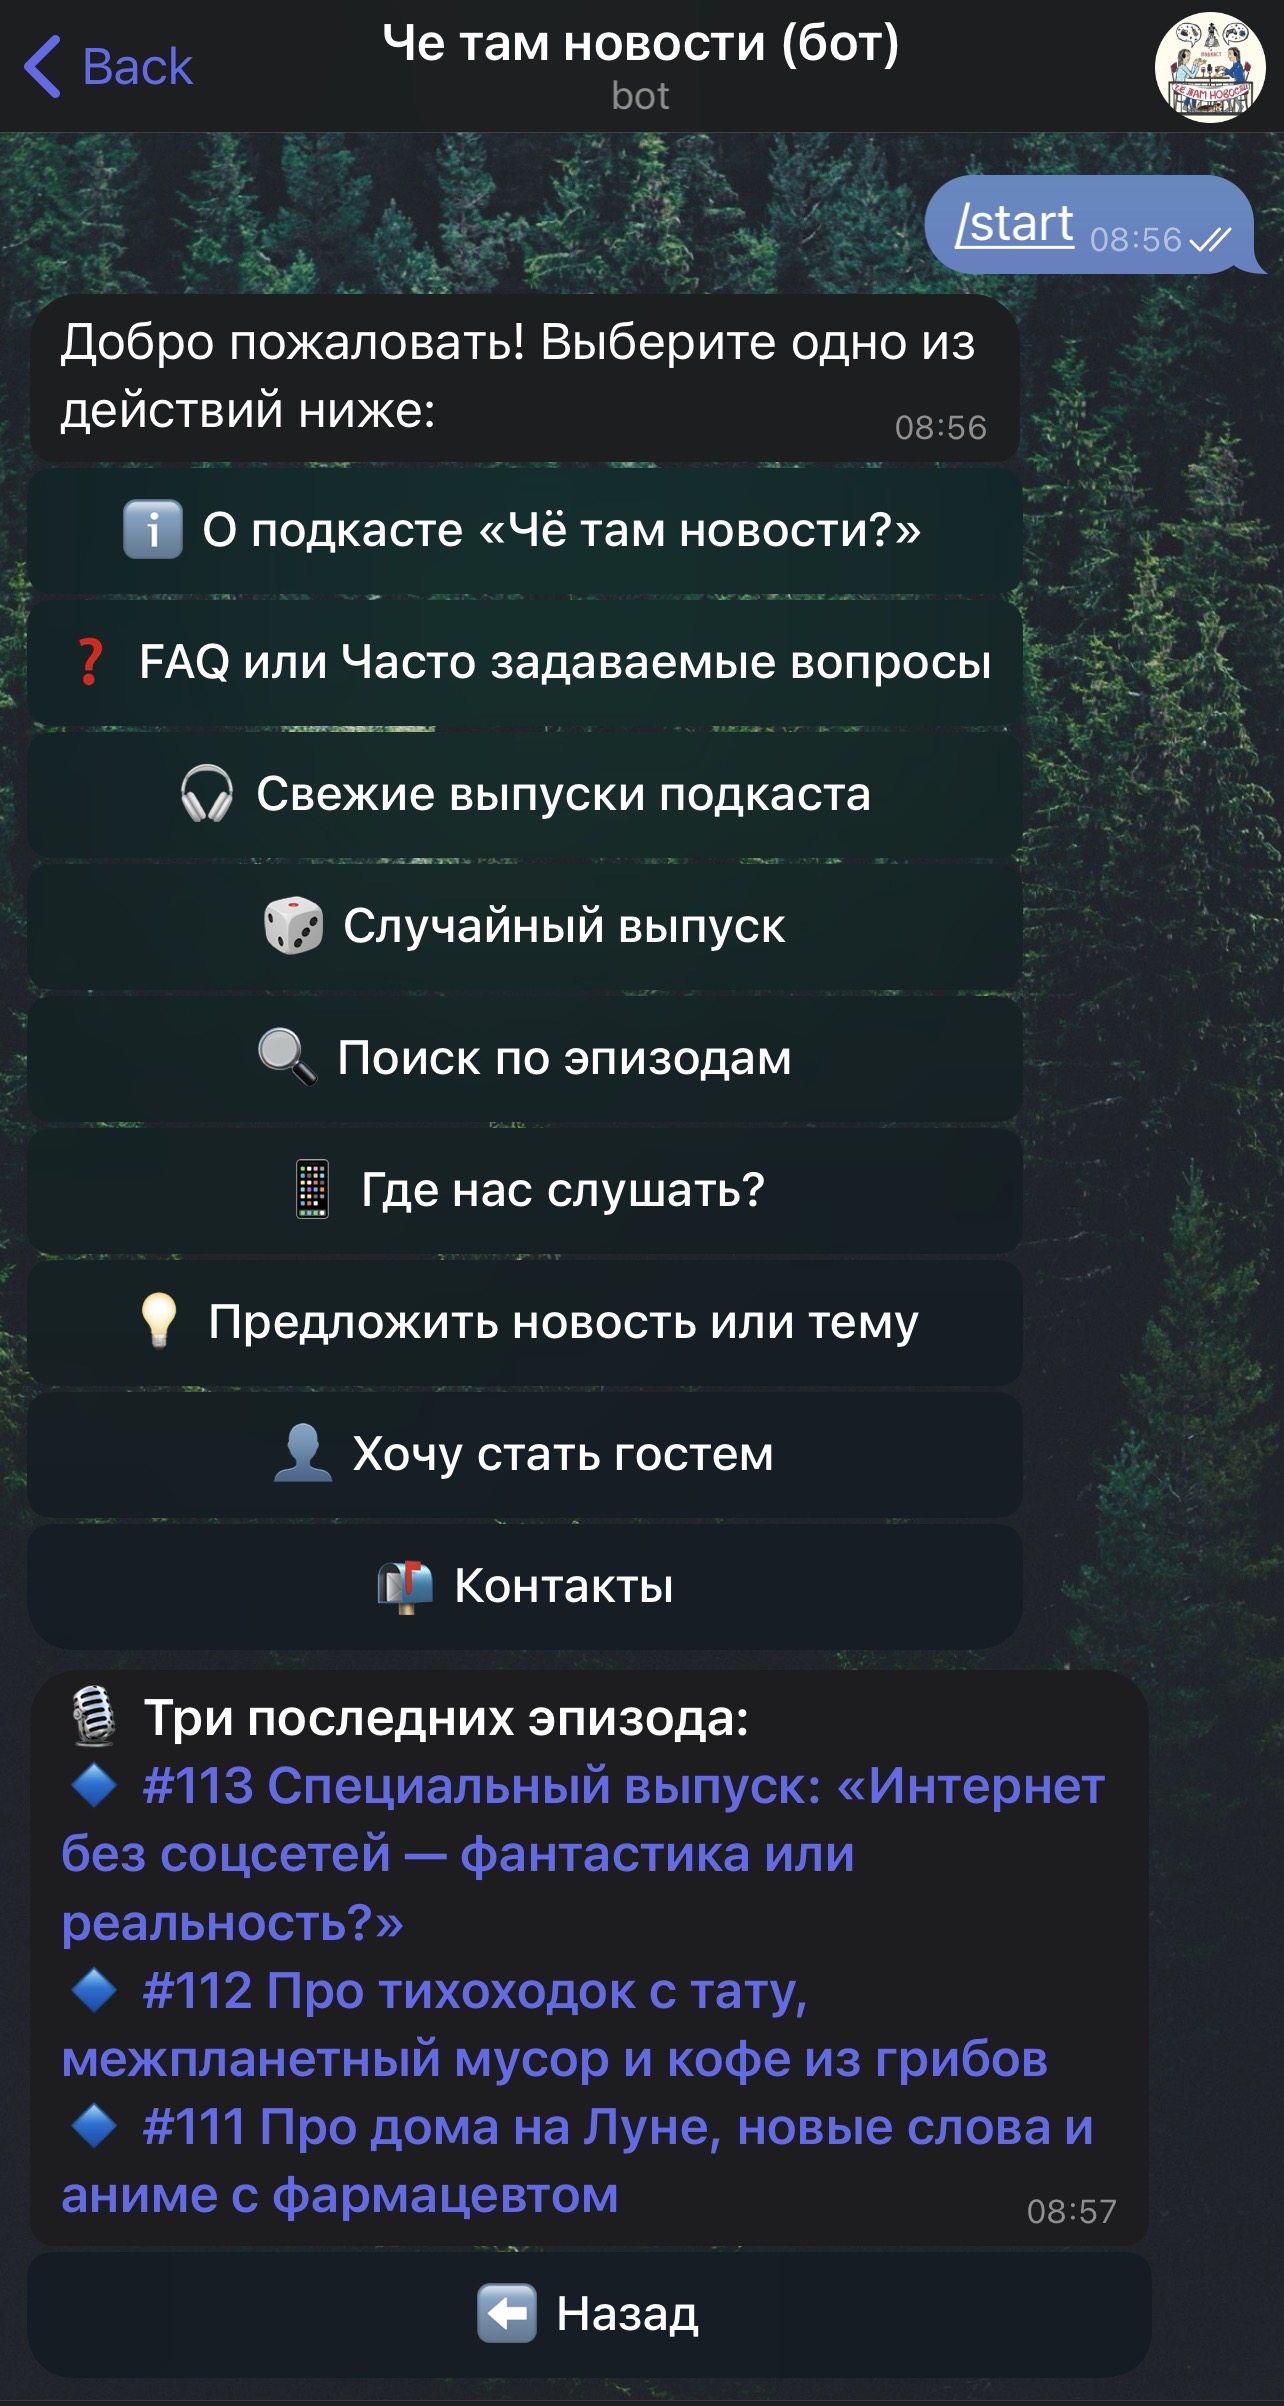 Back
Че там новости (бот)
bot
ПОДКАСТ
ЧЕ ТАМ НОВОСТИ
/start 08:56
Добро пожаловать! Выберите одно из
действий ниже:
08:56
О подкасте «Чё там новости?»
FAQ или Часто задаваемые вопросы
Свежие выпуски подкаста
Случайный выпуск
Поиск по эпизодам
Где нас слушать?
Предложить новость или тему
Хочу стать гостем
Контакты
Три последних эпизода:
#113 Специальный выпуск: «Интернет
без соцсетей — фантастика или
реальность?»
#112 Про тихоходок с тату,
межпланетный мусор и кофе из грибов
#111 Про дома на Луне, новые слова и
аниме с фармацевтом
08:57
Назад